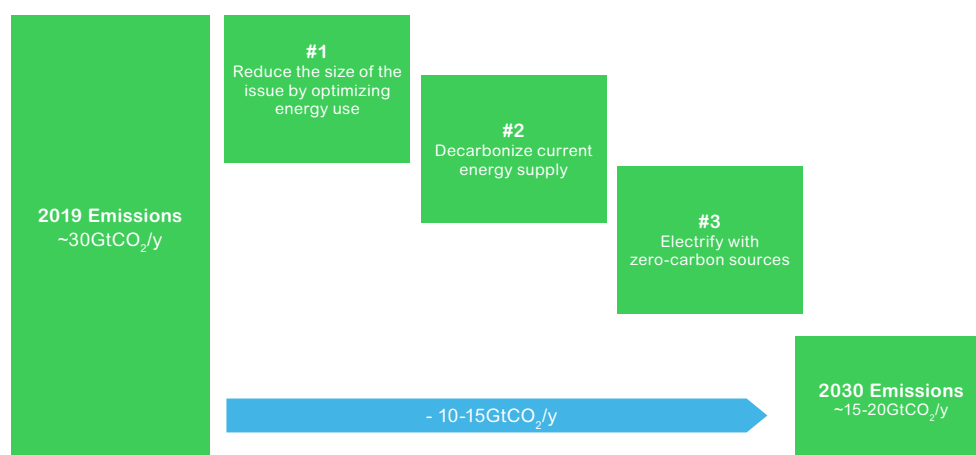 #1
Reduce the size of the
issue by optimizing
energy use
#2
Decarbonize current
energy supply
2019 Emissions
~30GtCO₂/y
#3
Electrify with
zero-carbon sources
- 10-15GtCO₂/y
2030 Emissions
~15-20GtCO₂/y